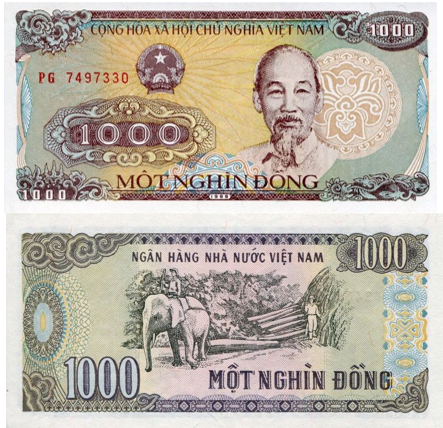 CỘNG HÒA XÃ HỘI CHỦ NGHĨA VIỆT NAM
1000
PG 7497330
1000
1000
MỘT NGHÌN ĐỒNG
1988
NGÂN HÀNG NHÀ NƯỚC VIỆT NAM
1000
1000
MỘT NGHÌN ĐỒNG